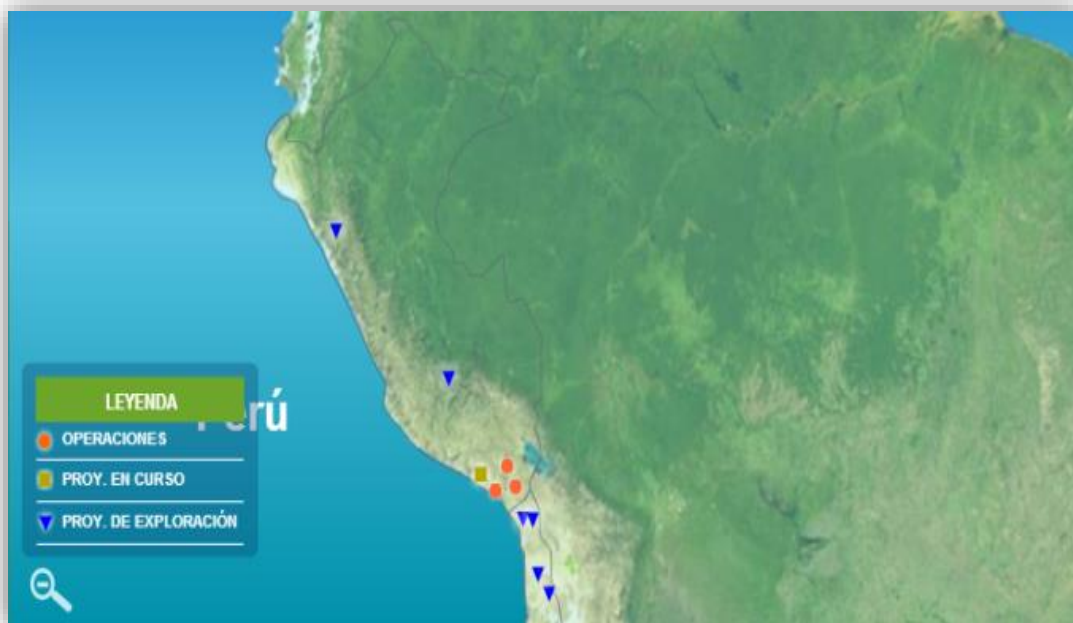 LEYENDA
Perú
OPERACIONES
PROY. EN CURSO
PROY. DE EXPLORACIÓN